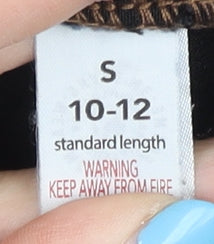 S
10-12
standard length
WARNING
KEEP AWAY FROM FIRE